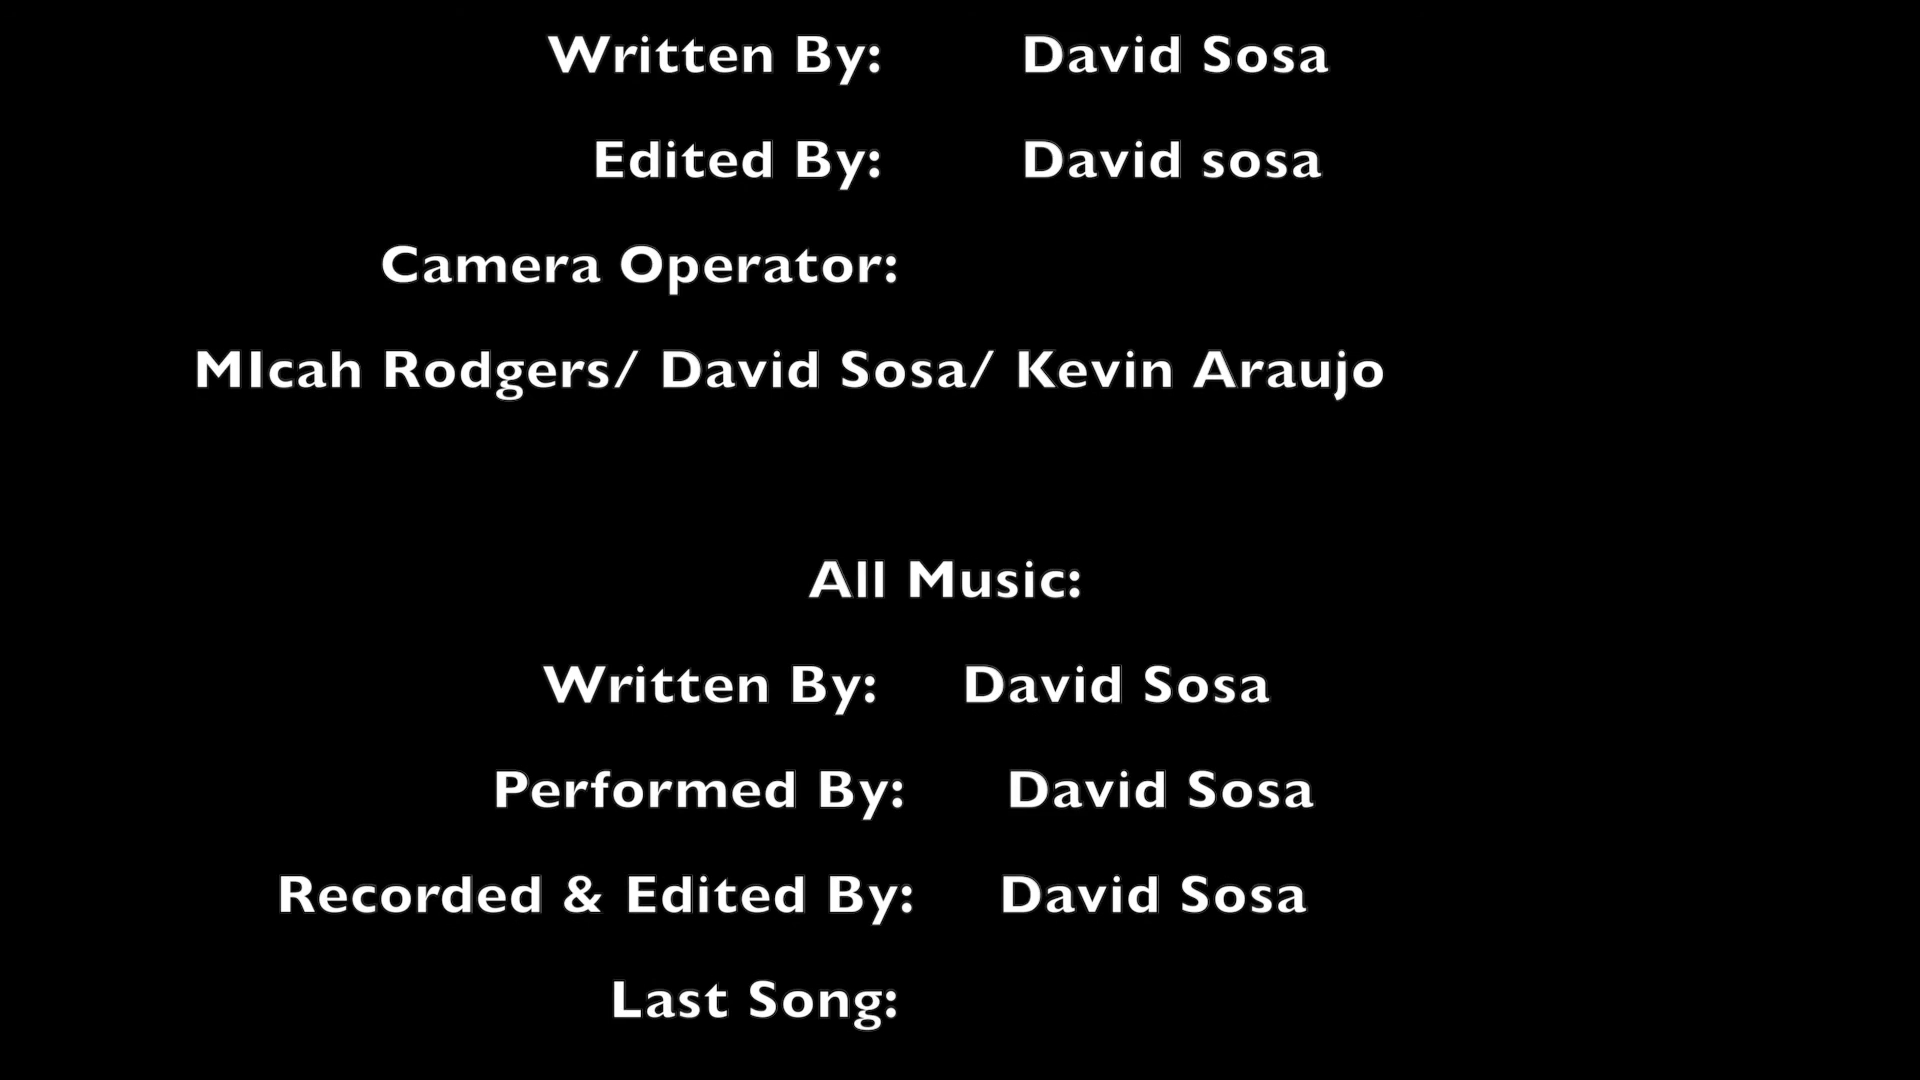 Written By: David Sosa
Edited By: David sosa
Camera Operator:
MIcah Rodgers/ David Sosa/ Kevin Araujo
All Music:
Written By: David Sosa
Performed By: David Sosa
Recorded & Edited By: David Sosa
Last Song: